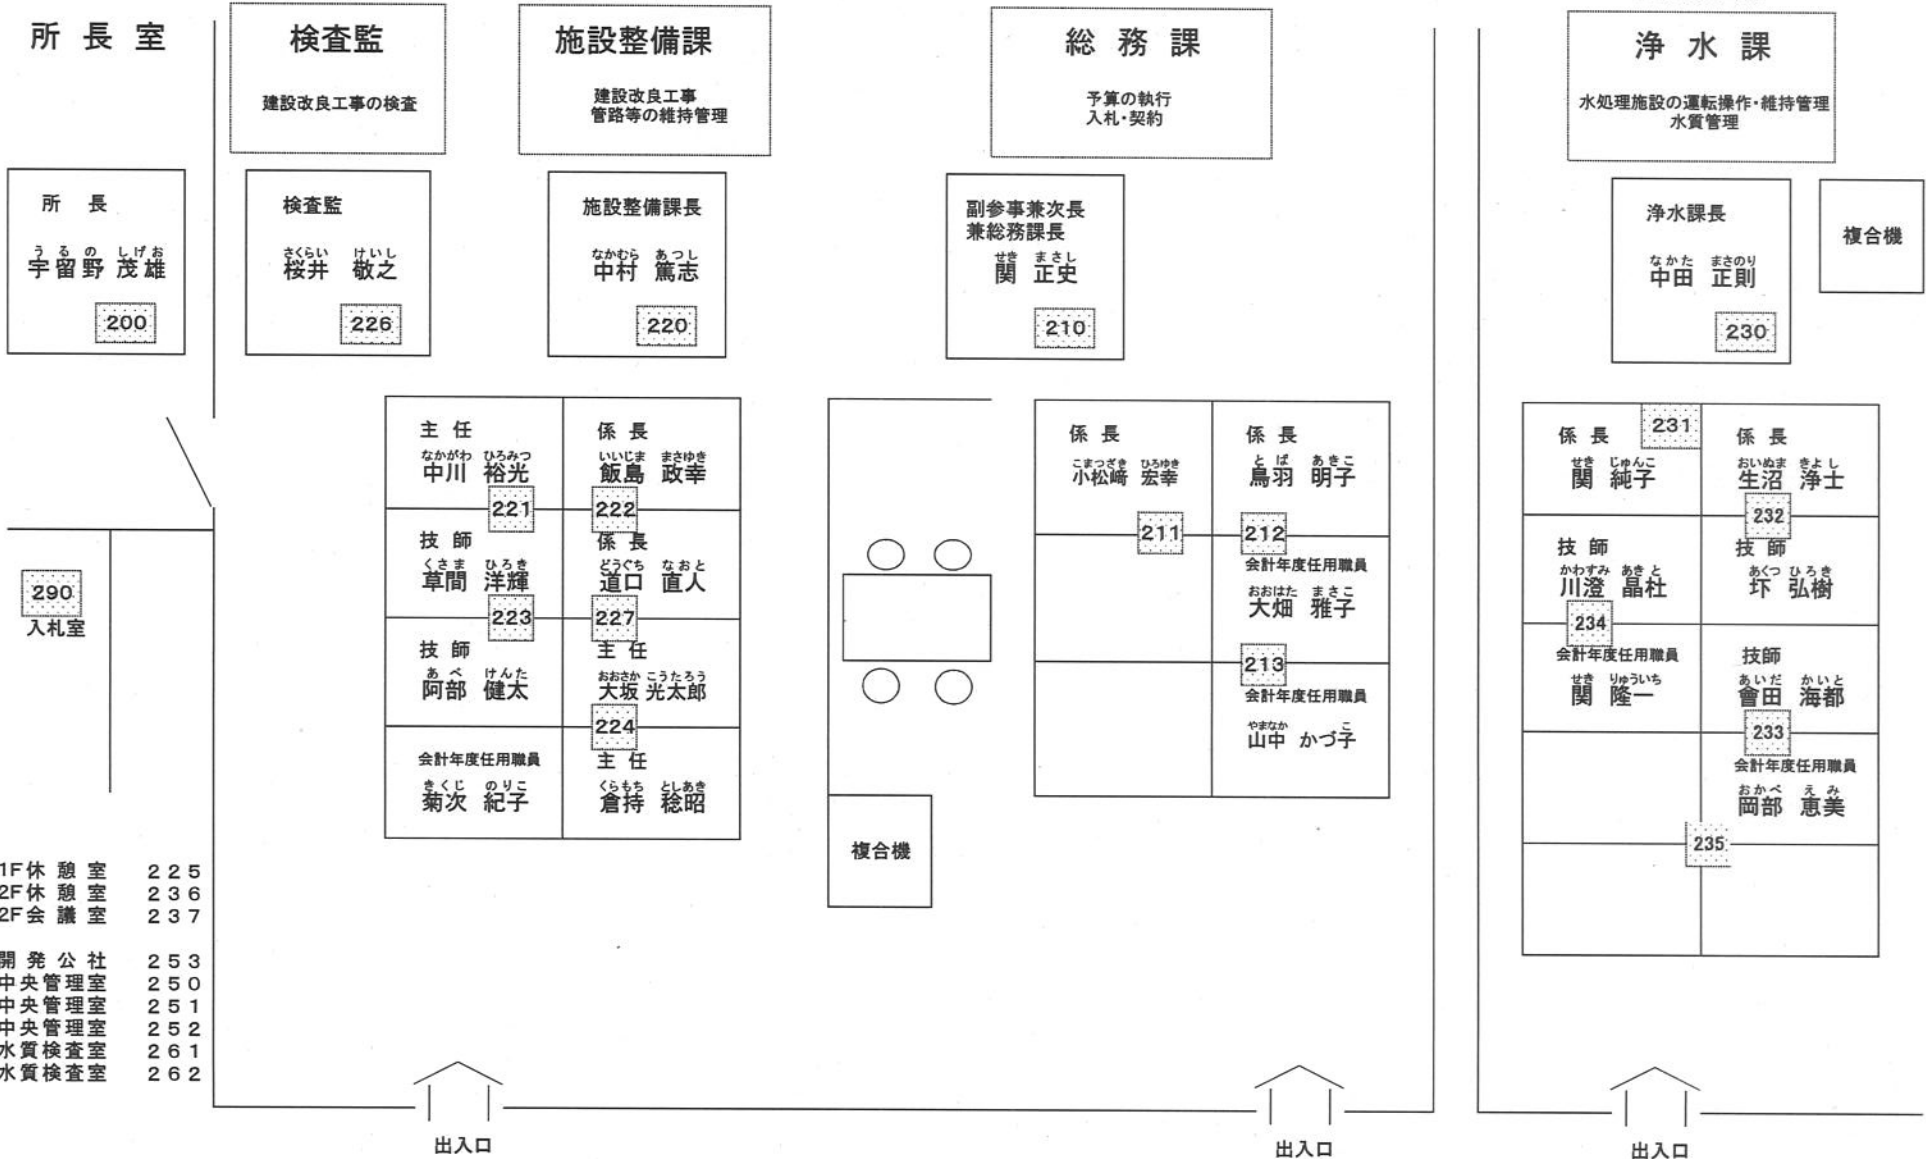 所長室
検査監
建設改良工事の検査
施設整備課
建設改良工事
管路等の維持管理
総務課
予算の執行
入札・契約
浄水課
水処理施設の運転操作・維持管理
水質管理
所長
うるの しげお
宇留野 茂雄
200
検査監
さくらい けいし
桜井 敬之
226
施設整備課長
なかむら あつし
中村 篤志
220
副参事兼次長
兼総務課長
せき まさし
関 正史
210
浄水課長
なかた まさのり
中田 正則
230
複合機
主任
なかがわ ひろみつ
中川 裕光
221
係長
いいじま まさゆき
飯島 政幸
222
技師
くさま ひろき
草間 洋輝
223
係長
どうぐち なおと
道口 直人
227
技師
あべ けんた
阿部 健太
主任
おおさか こうたろう
大坂 光太郎
224
会計年度任用職員
きくじ のりこ
菊次 紀子
主任
くらもち としあき
倉持 稔昭
複合機
係長
こまつざき ひろゆき
小松﨑 宏幸
211
係長
とば あきこ
鳥羽 明子
212
会計年度任用職員
おおはた まさこ
大畑 雅子
213
会計年度任用職員
やまなか かづこ
山中 かづ子
係長
231
せき じゅんこ
関 純子
係長
おいぬま きよし
生沼 浄士
232
技師
かわすみ あきと
川澄 晶杜
234
技師
あくつ ひろき
圷 弘樹
会計年度任用職員
せき りゅういち
関 隆一
技師
あいだ かいと
會田 海都
233
会計年度任用職員
おかべ えみ
岡部 恵美
235
290
入札室
1F休憩室 225
2F休憩室 236
2F会議室 237
開発公社 253
中央管理室 250
中央管理室 251
中央管理室 252
水質検査室 261
水質検査室 262
出入口
出入口
出入口